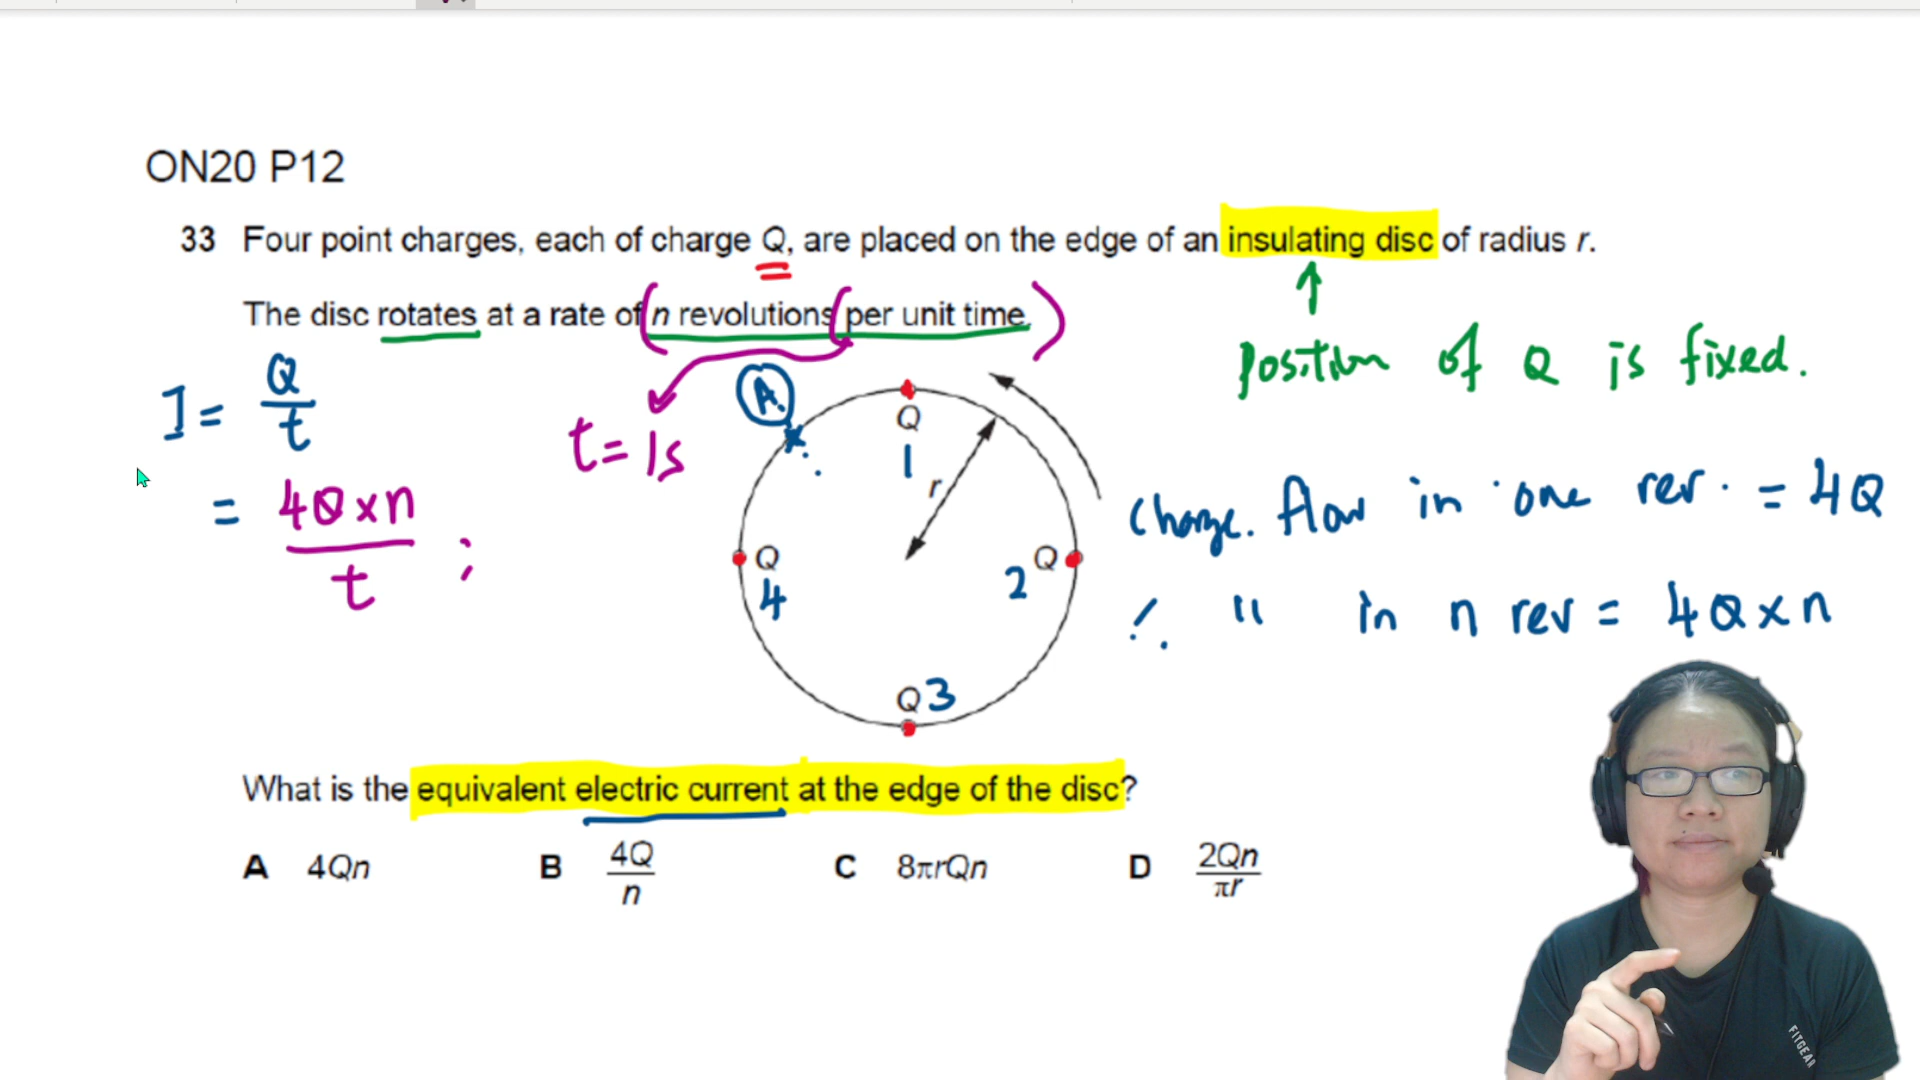 ON20 P12
33 Four point charges, each of charge Q, are placed on the edge of an insulating disc of radius r.
The disc rotates at a rate of n revolutions per unit time.
Position of Q is fixed.
I = Q/t
= 4Q×n/t ;
t = 1s
A
Q
1
r
Q
4
Q
2
Q 3
Charge. flow in one rev. = 4Q
∴ " in n rev = 4Q×n
What is the equivalent electric current at the edge of the disc?
A 4Qn B 4Q/n C 8πrQn D 2Qn/πr
FITGEAR